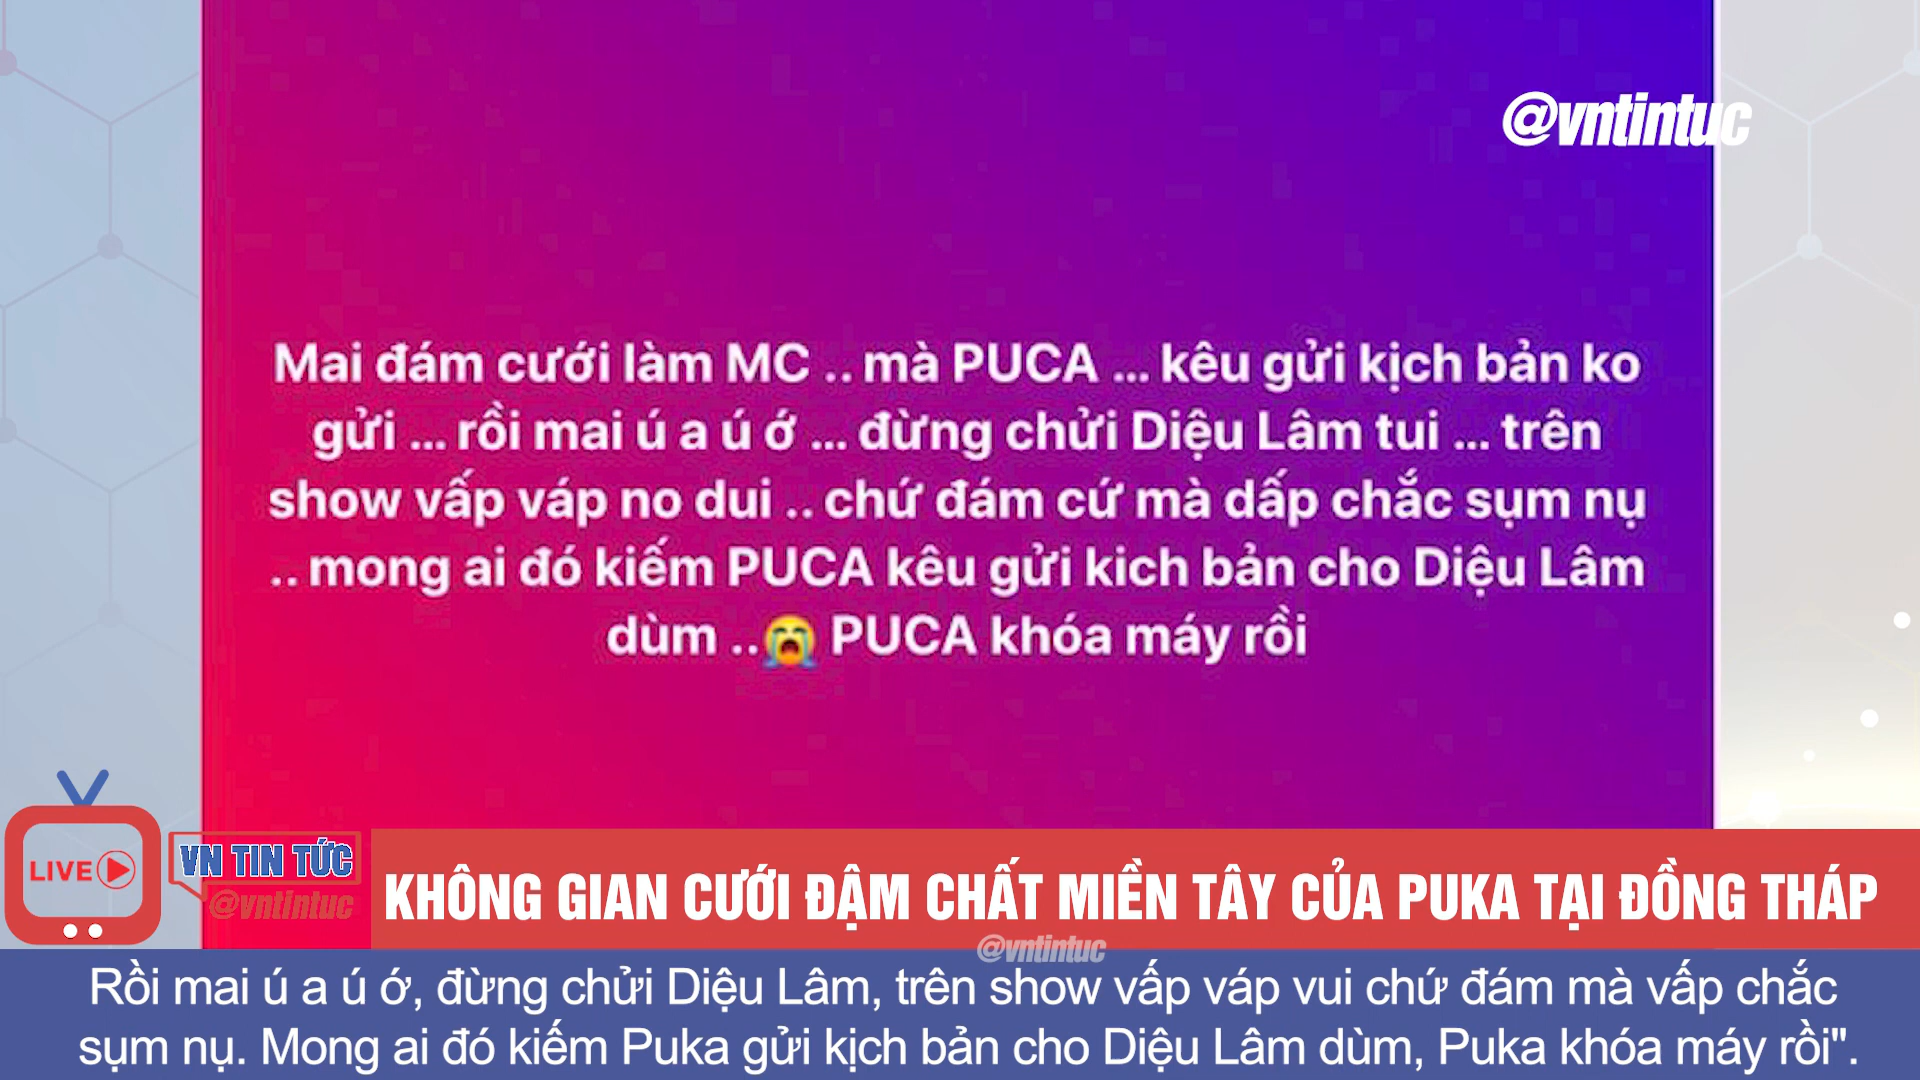 @vntintuc
Mai đám cưới làm MC .. mà PUCA ... kêu gửi kịch bản ko
gửi ... rồi mai ú a ú ớ ... đừng chửi Diệu Lâm tui ... trên
show vấp váp no dui .. chứ đám cứ mà dấp chắc sụm nụ
.. mong ai đó kiếm PUCA kêu gửi kich bản cho Diệu Lâm
dùm ..😭 PUCA khóa máy rồi
LIVE
VN TIN TỨC
@vntintuc
KHÔNG GIAN CƯỚI ĐẬM CHẤT MIỀN TÂY CỦA PUKA TẠI ĐỒNG THÁP
@vntintuc
Rồi mai ú a ú ớ, đừng chửi Diệu Lâm, trên show vấp váp vui chứ đám mà vấp chắc
sụm nụ. Mong ai đó kiếm Puka gửi kịch bản cho Diệu Lâm dùm, Puka khóa máy rồi".